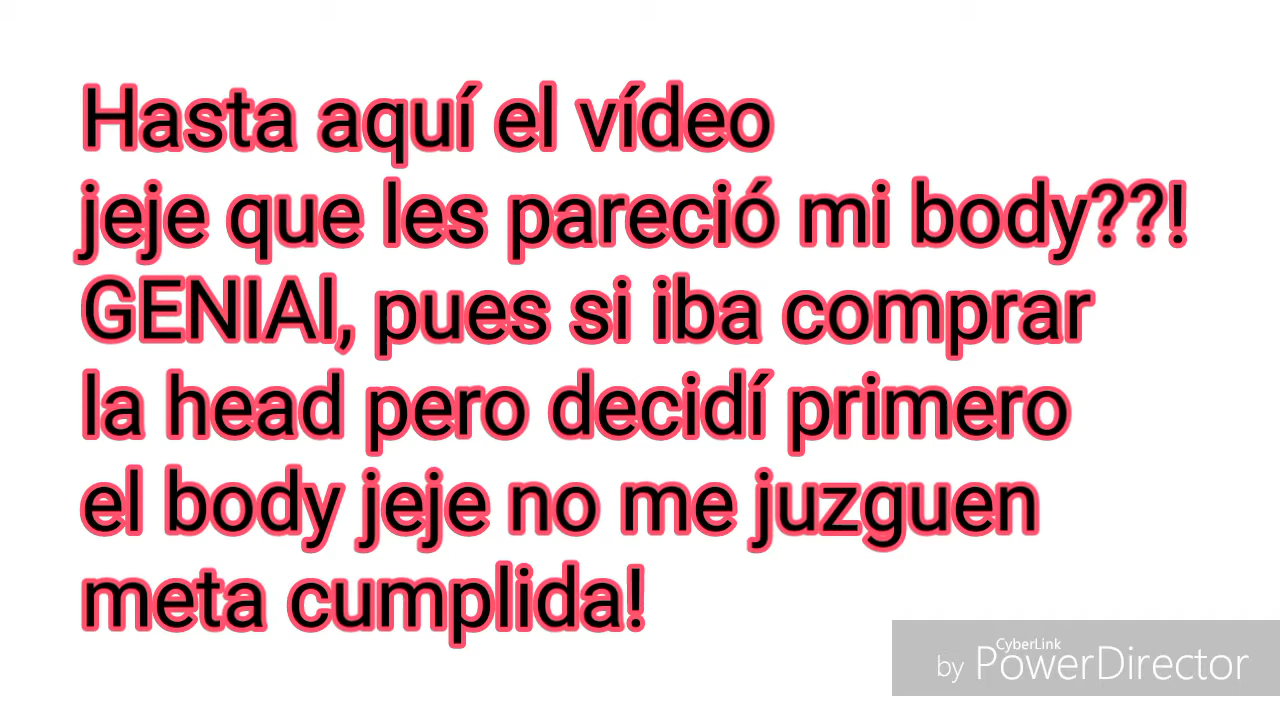 Hasta aquí el vídeo
jeje que les pareció mi body??!
GENIAl, pues si iba comprar
la head pero decidí primero
el body jeje no me juzguen
meta cumplida!
CyberLink
by PowerDirector